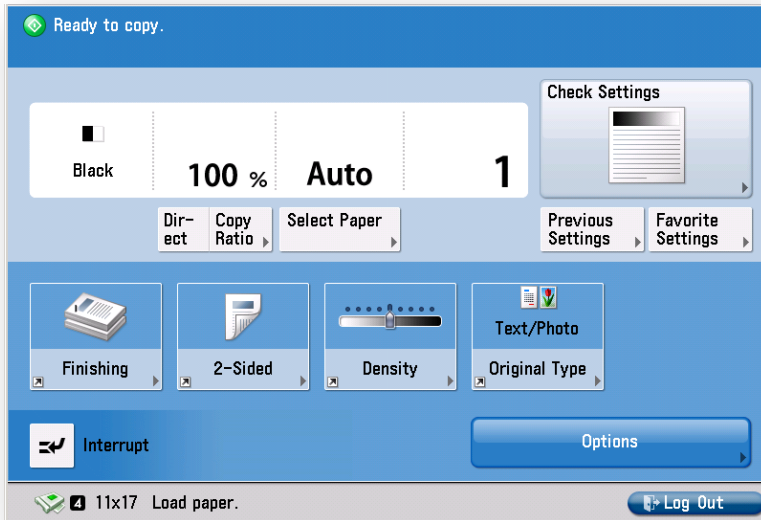 Ready to copy.
Check Settings
Black
100 %
Auto
1
Dir-
ect
Copy
Ratio
Select Paper
Previous
Settings
Favorite
Settings
Text/Photo
Finishing
2-Sided
Density
Original Type
Interrupt
Options
4 11x17 Load paper.
Log Out